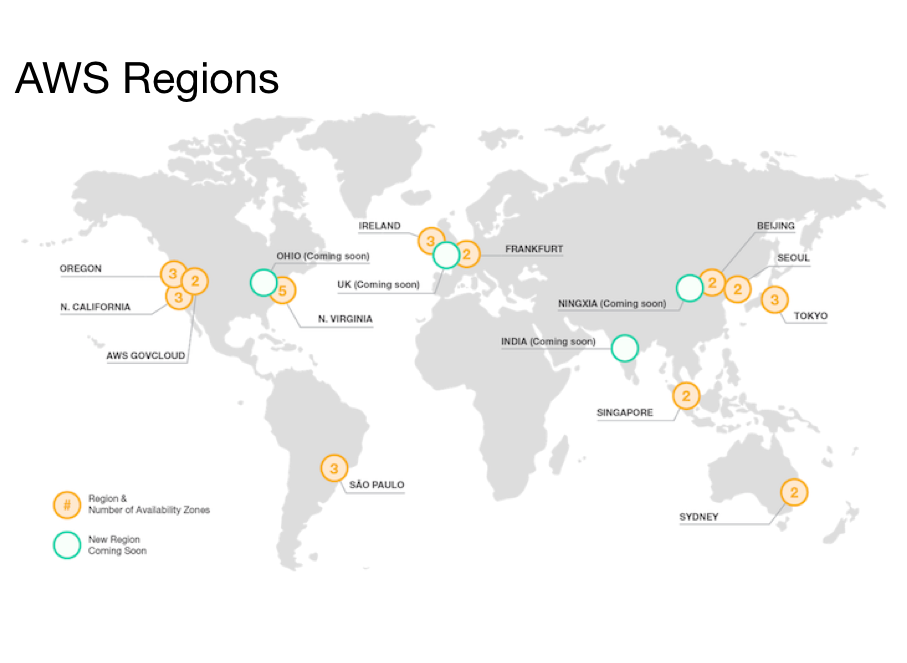 AWS Regions
IRELAND
BEIJING
FRANKFURT
OHIO (Coming soon)
SEOUL
OREGON
UK (Coming soon)
N. CALIFORNIA
N. VIRGINIA
NINGXIA (Coming soon)
TOKYO
INDIA (Coming soon)
AWS GOVCLOUD
SINGAPORE
SÃO PAULO
SYDNEY
3
2
3
2
3
5
2
2
3
2
3
2
#
Region &
Number of Availability Zones
New Region
Coming Soon